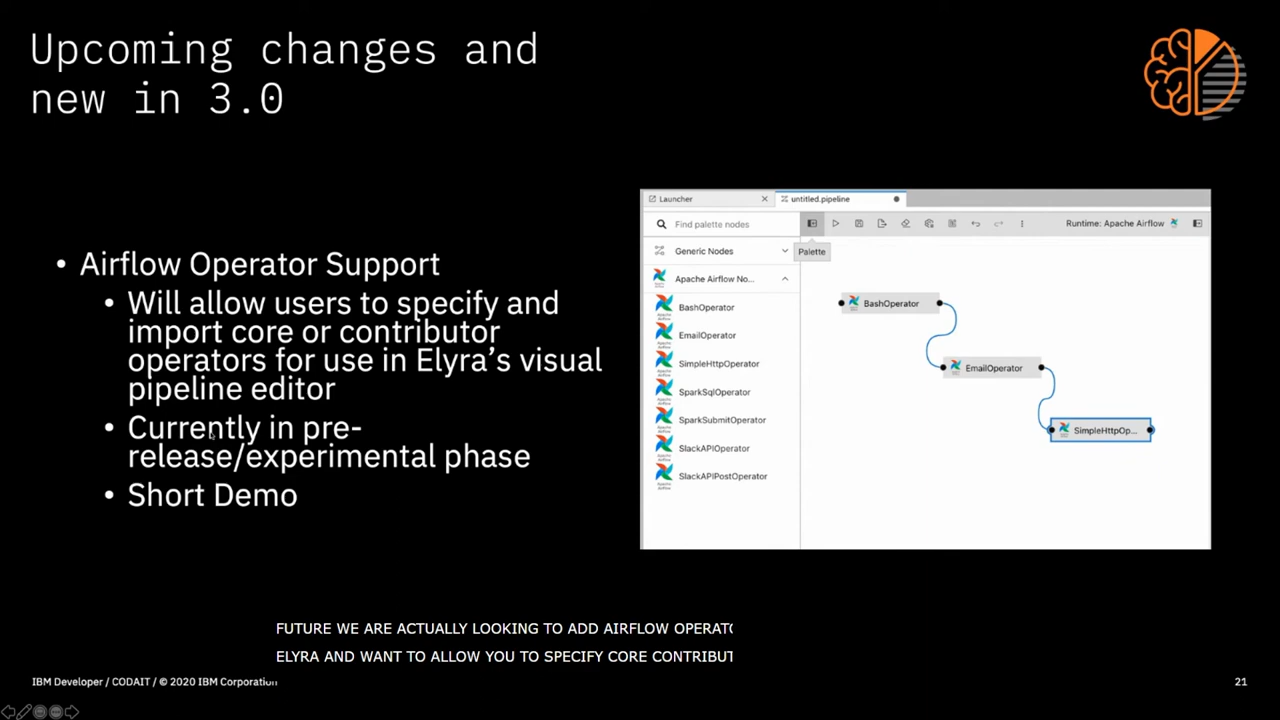 Upcoming changes and
new in 3.0
• Airflow Operator Support
• Will allow users to specify and
import core or contributor
operators for use in Elyra's visual
pipeline editor
• Currently in pre-
release/experimental phase
• Short Demo
Launcher
untitled.pipeline
Find palette nodes
Runtime: Apache Airflow
Generic Nodes
Palette
Apache Airflow No...
BashOperator
EmailOperator
SimpleHttpOperator
SparkSqlOperator
SparkSubmitOperator
SlackAPIOperator
SlackAPIPostOperator
BashOperator
EmailOperator
SimpleHttpOp...
FUTURE WE ARE ACTUALLY LOOKING TO ADD AIRFLOW OPERATO
ELYRA AND WANT TO ALLOW YOU TO SPECIFY CORE CONTRIBUT
IBM Developer / CODAIT / © 2020 IBM Corporation
21